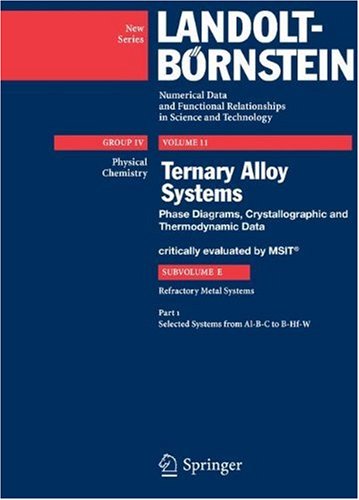 New
Series
LANDOLT-
BÖRNSTEIN
Numerical Data
and Functional Relationships
in Science and Technology
GROUP IV
VOLUME 11
Physical
Chemistry
Ternary Alloy
Systems
Phase Diagrams, Crystallographic and
Thermodynamic Data
critically evaluated by MSIT®
SUBVOLUME E
Refractory Metal Systems
Part 1
Selected Systems from Al-B-C to B-Hf-W
Springer